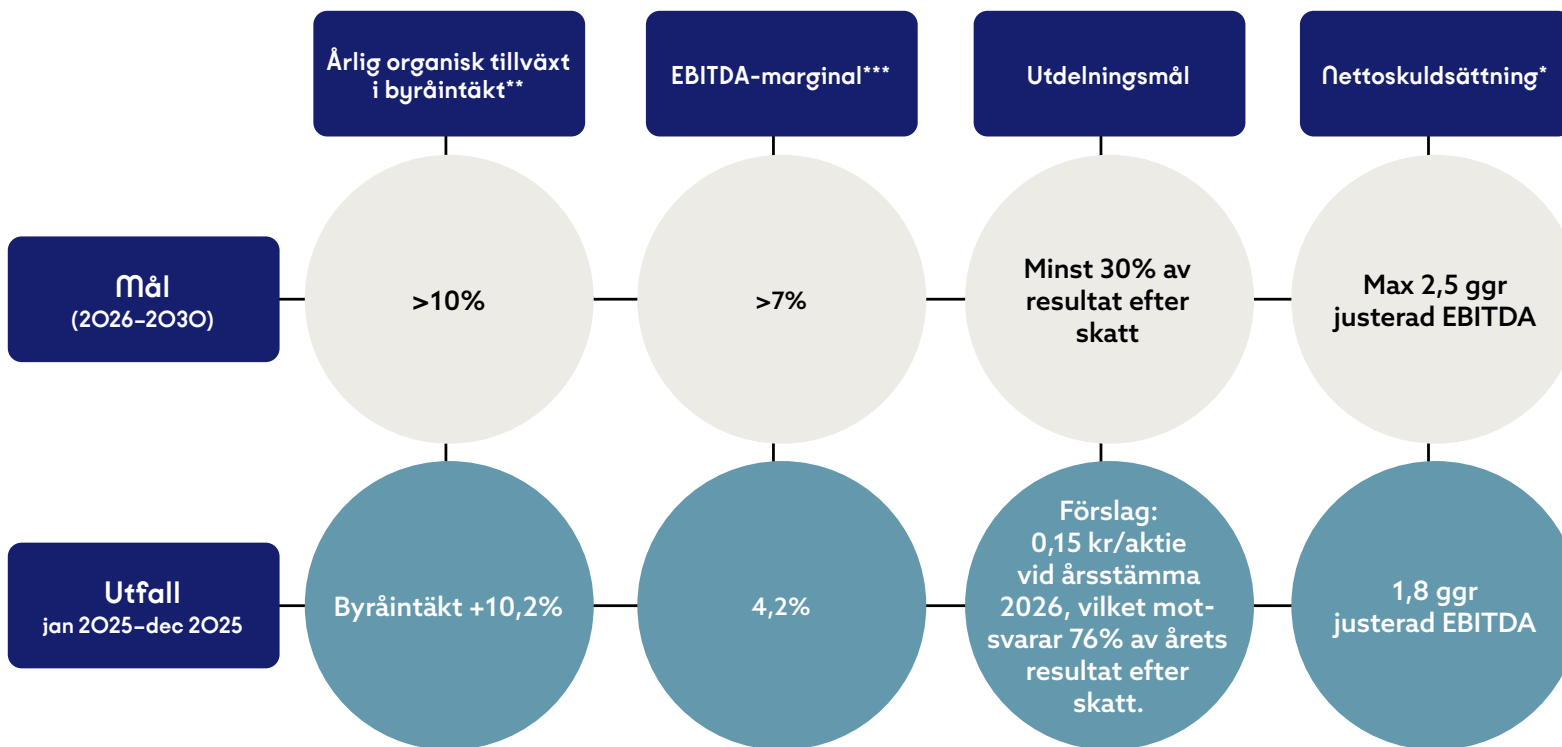 Årlig organisk tillväxt
i byråintäkt**
EBITDA-marginal***
Utdelningsmål
Nettoskuldsättning*
Mål
(2026–2030)
>10%
>7%
Minst 30% av
resultat efter
skatt
Max 2,5 ggr
justerad EBITDA
Utfall
jan 2025–dec 2025
Byråintäkt +10,2%
4,2%
Förslag:
0,15 kr/aktie
vid årsstämma
2026, vilket mot-
svarar 76% av årets
resultat efter
skatt.
1,8 ggr
justerad EBITDA